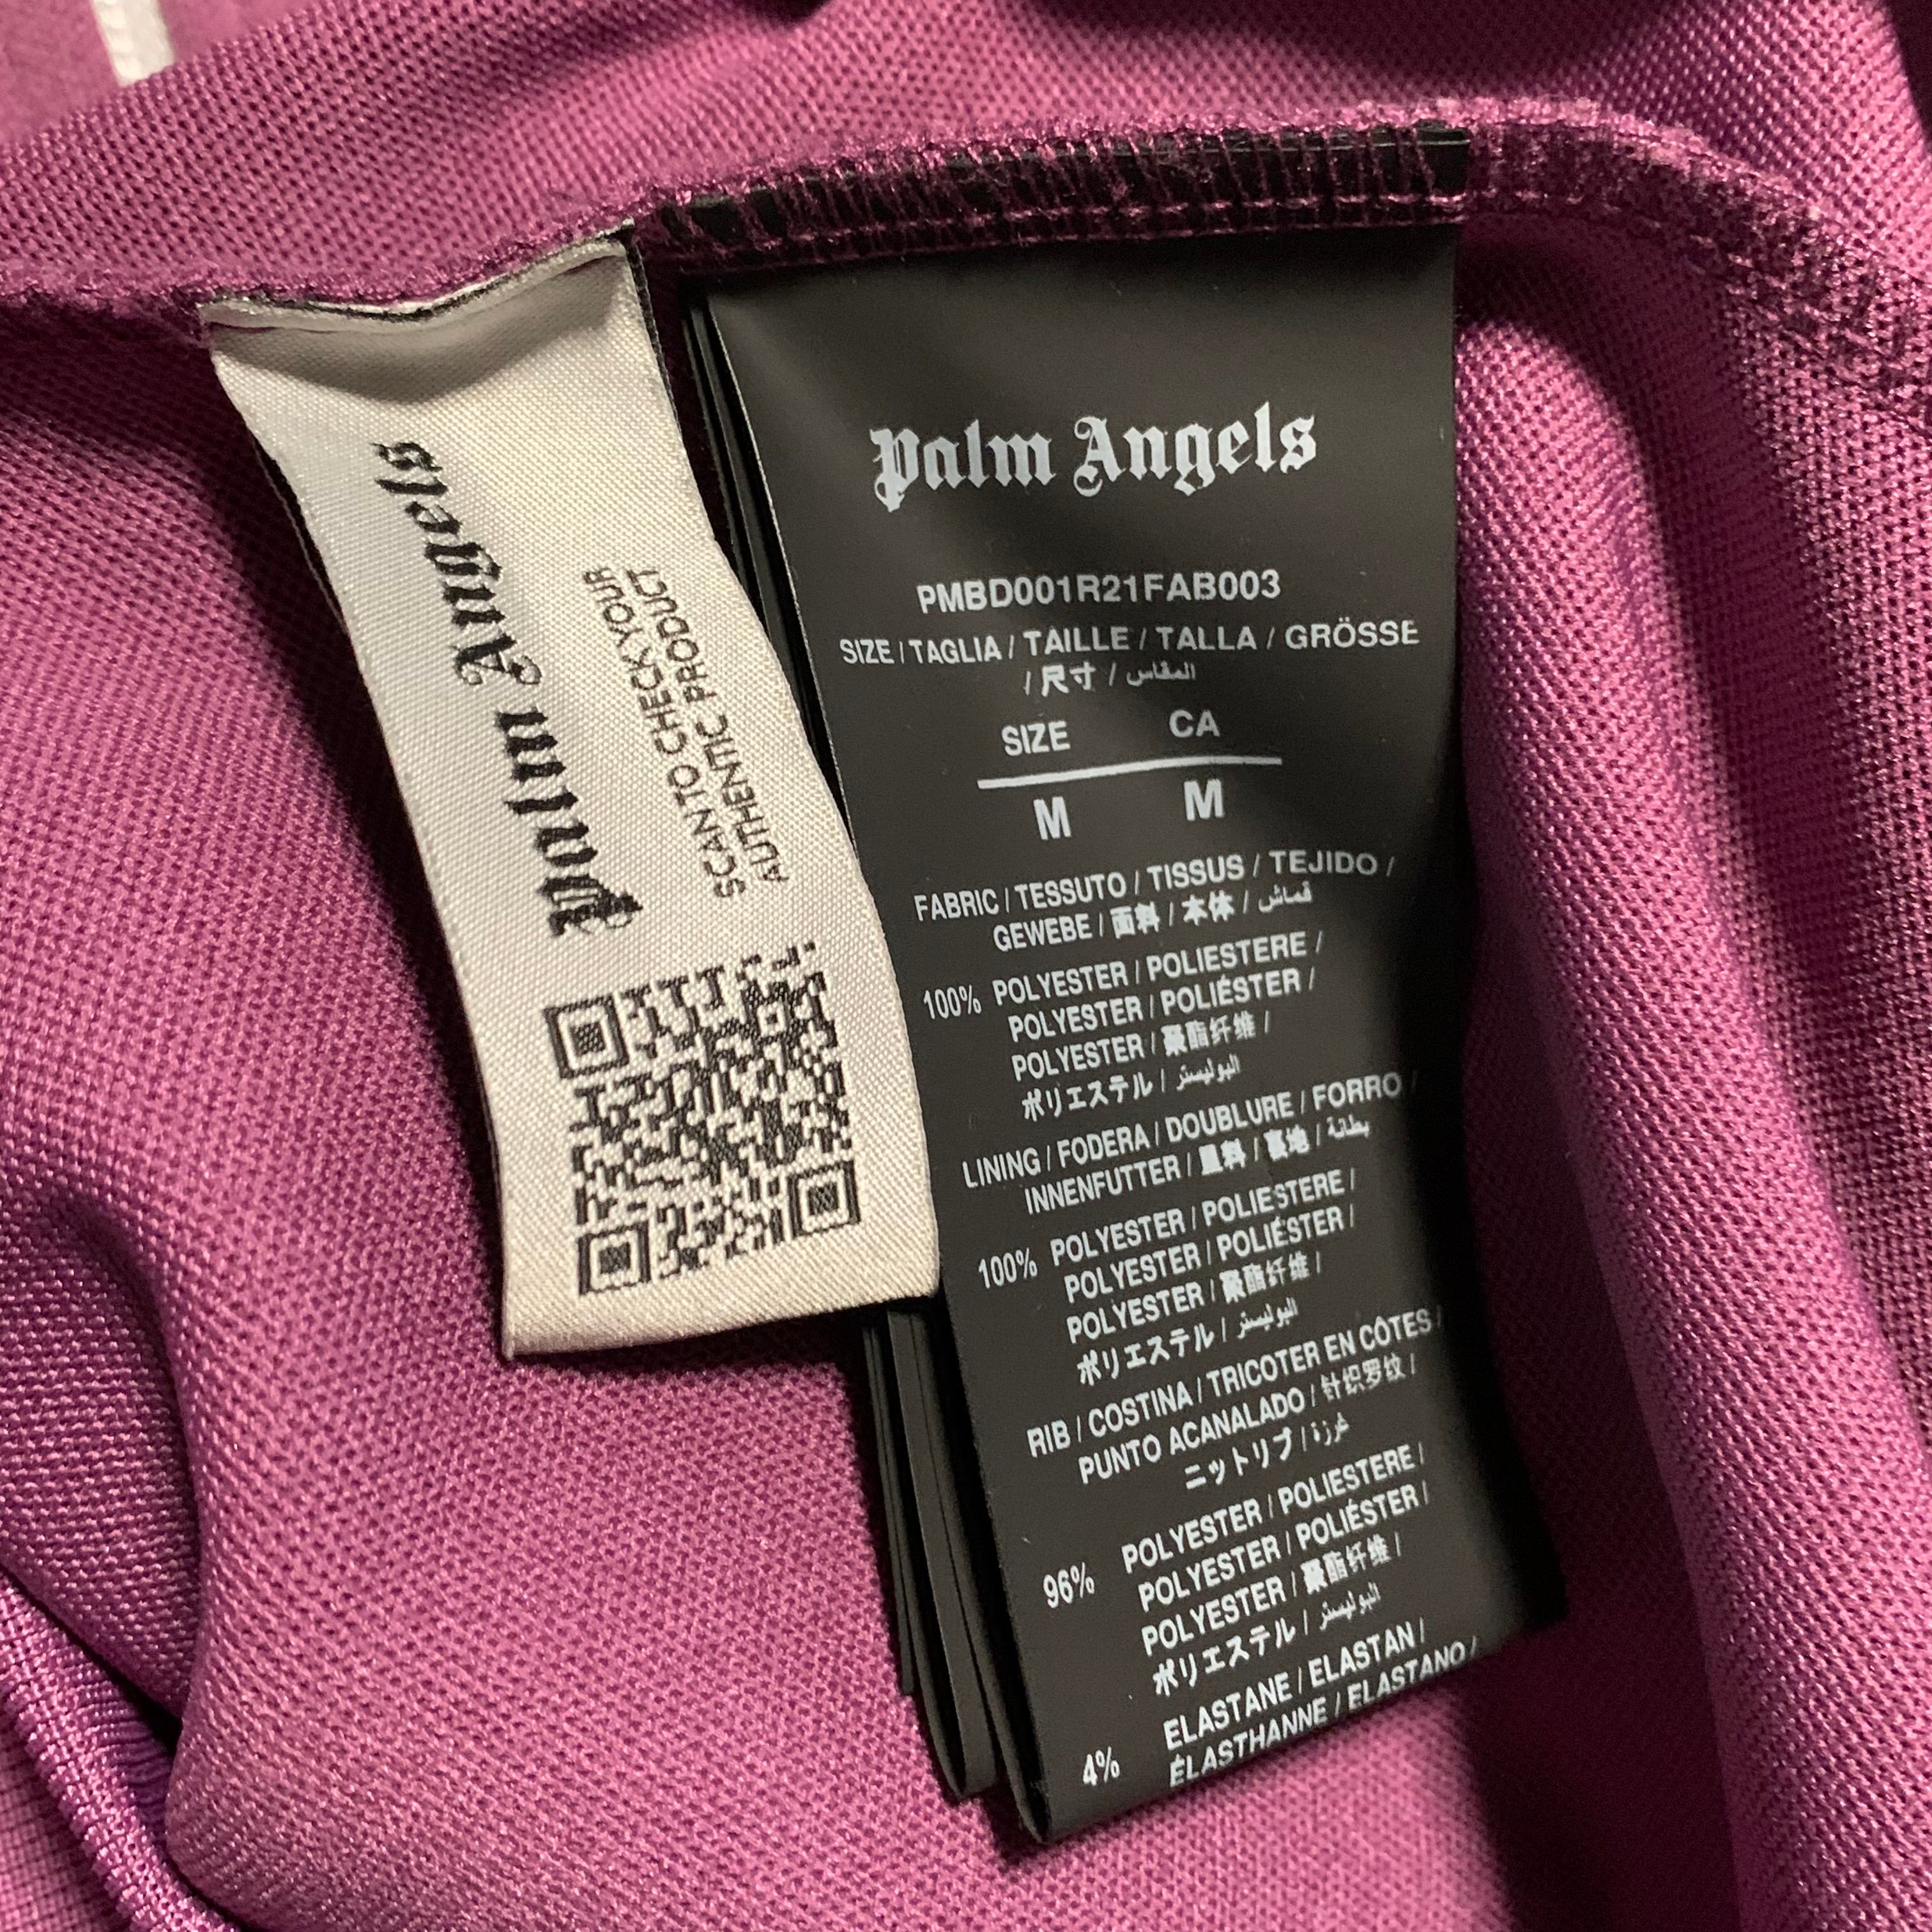 Palm Angels
SCAN TO CHECK YOUR
AUTHENTIC PRODUCT
Palm Angels
PMBD001R21FAB003
SIZE / TAGLIA / TAILLE / TALLA / GRÖSSE
/ 尺寸 / المقاس
SIZE CA
M M
FABRIC / TESSUTO / TISSUS / TEJIDO /
GEWEBE / 面料 / 本体 / قماش
100% POLYESTER / POLIESTERE /
POLYESTER / POLIÉSTER /
POLYESTER / 聚酯纤维 /
ポリエステル / البوليستر
LINING / FODERA / DOUBLURE / FORRO /
INNENFUTTER / 里料 / 裏地 / بطانة
100% POLYESTER / POLIESTERE /
POLYESTER / POLIÉSTER /
POLYESTER / 聚酯纤维 /
ポリエステル / البوليستر
RIB / COSTINA / TRICOTER EN CÔTES /
PUNTO ACANALADO / 针织罗纹 /
ニットリブ / غرزة
96% POLYESTER / POLIESTERE /
POLYESTER / POLIÉSTER /
POLYESTER / 聚酯纤维 /
ポリエステル / البوليستر
4% ELASTANE / ELASTAN /
ÉLASTHANNE / ELASTANO /